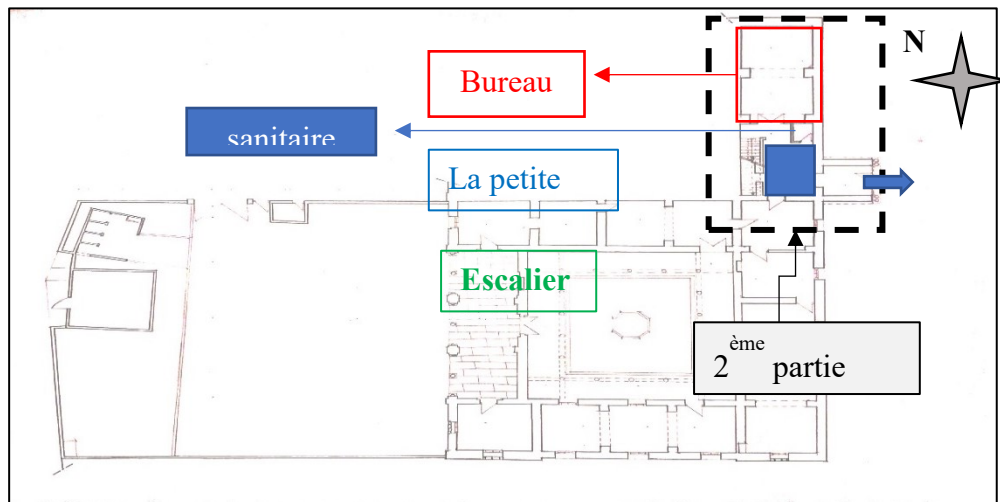 N
Bureau
sanitaire
La petite
Escalier
2ème partie